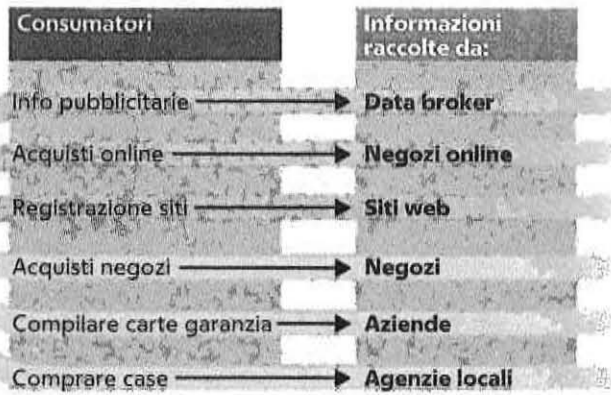 Consumatori
Informazioni
raccolte da:
Info pubblicitarie
Data broker
Acquisti online
Negozi online
Registrazione siti
Siti web
Acquisti negozi
Negozi
Compilare carte garanzia
Aziende
Comprare case
Agenzie locali